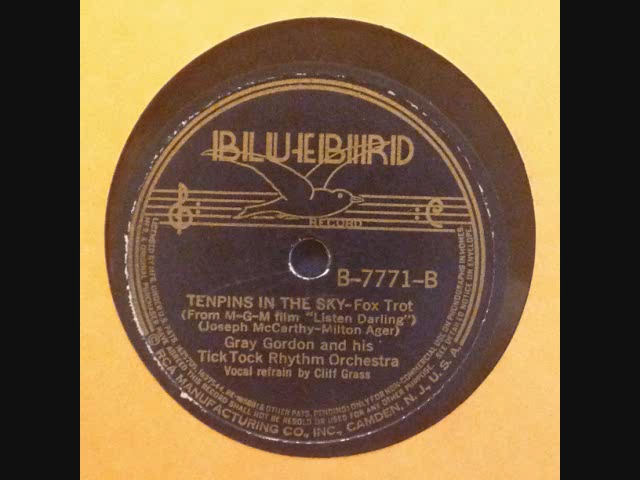 BLUEBIRD
RECORD
B-7771-B
TENPINS IN THE SKY-Fox Trot
(From M-G-M film "Listen Darling")
(Joseph McCarthy-Milton Ager)
Gray Gordon and his
TickTock Rhythm Orchestra
Vocal refrain by Cliff Grass
RCA MANUFACTURING CO., INC., CAMDEN, N. J., U. S. A.